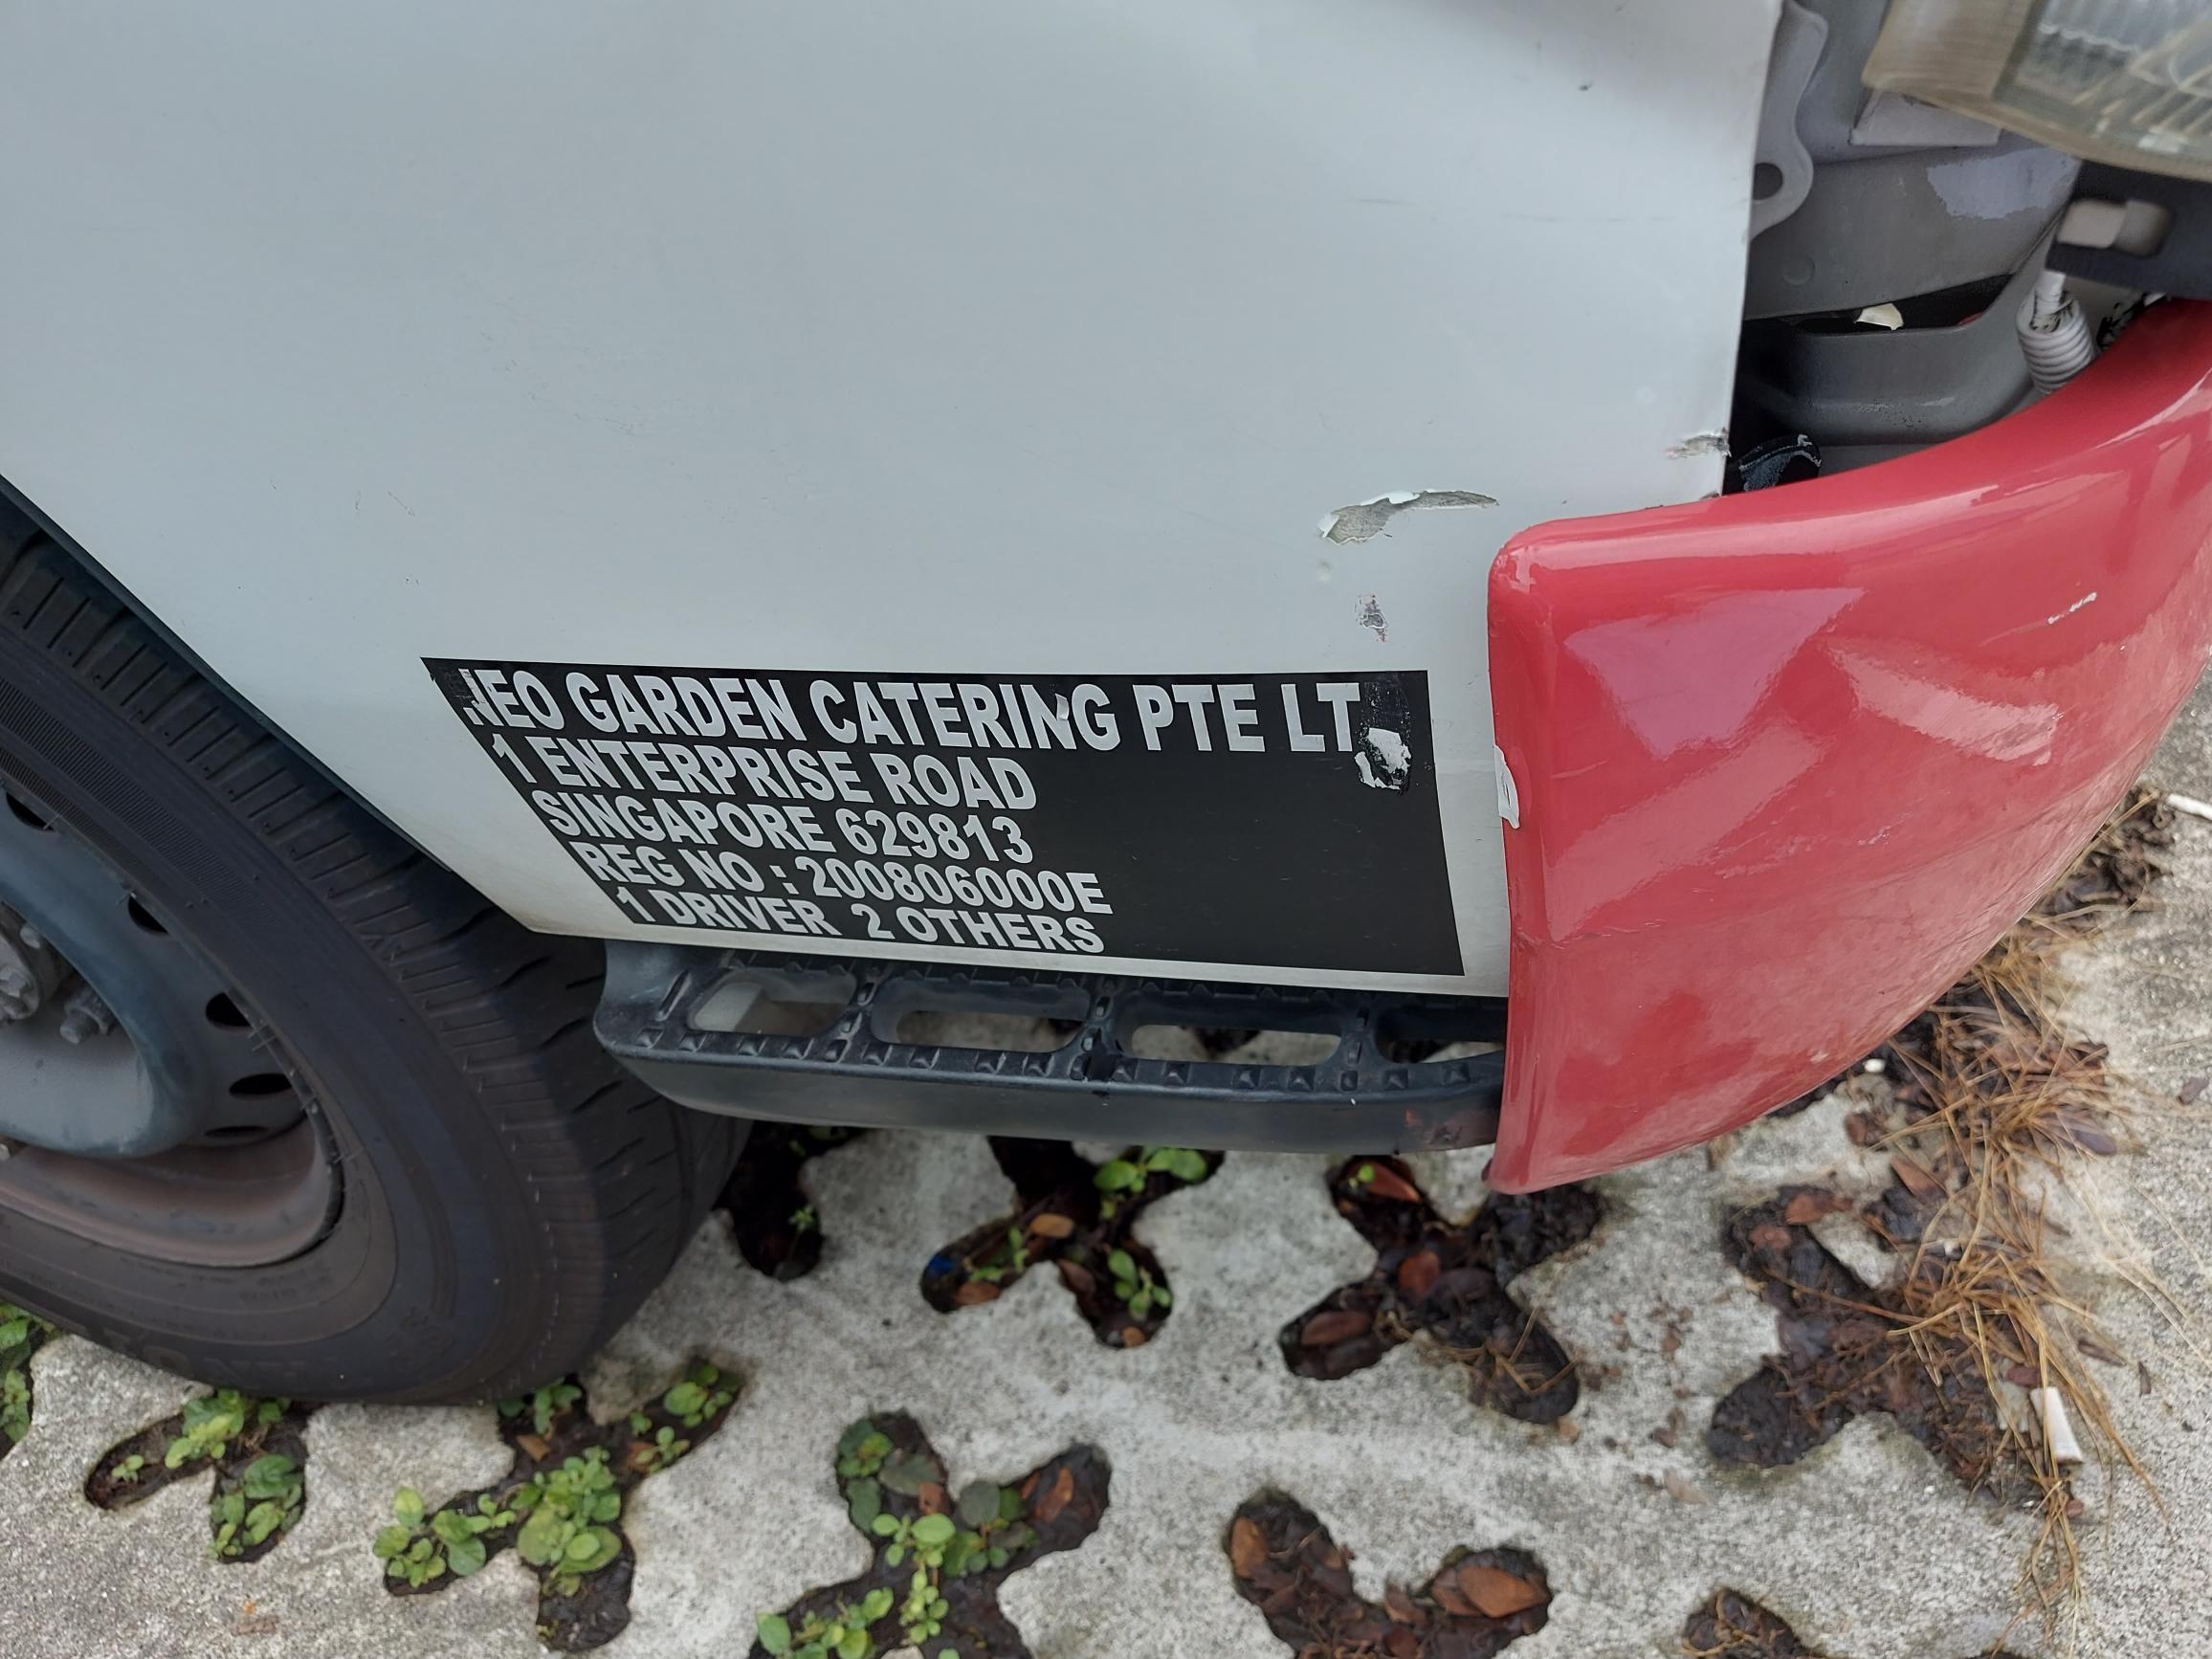 NEO GARDEN CATERING PTE LT
1 ENTERPRISE ROAD
SINGAPORE 629813
REG NO : 200806000E
1 DRIVER 2 OTHERS